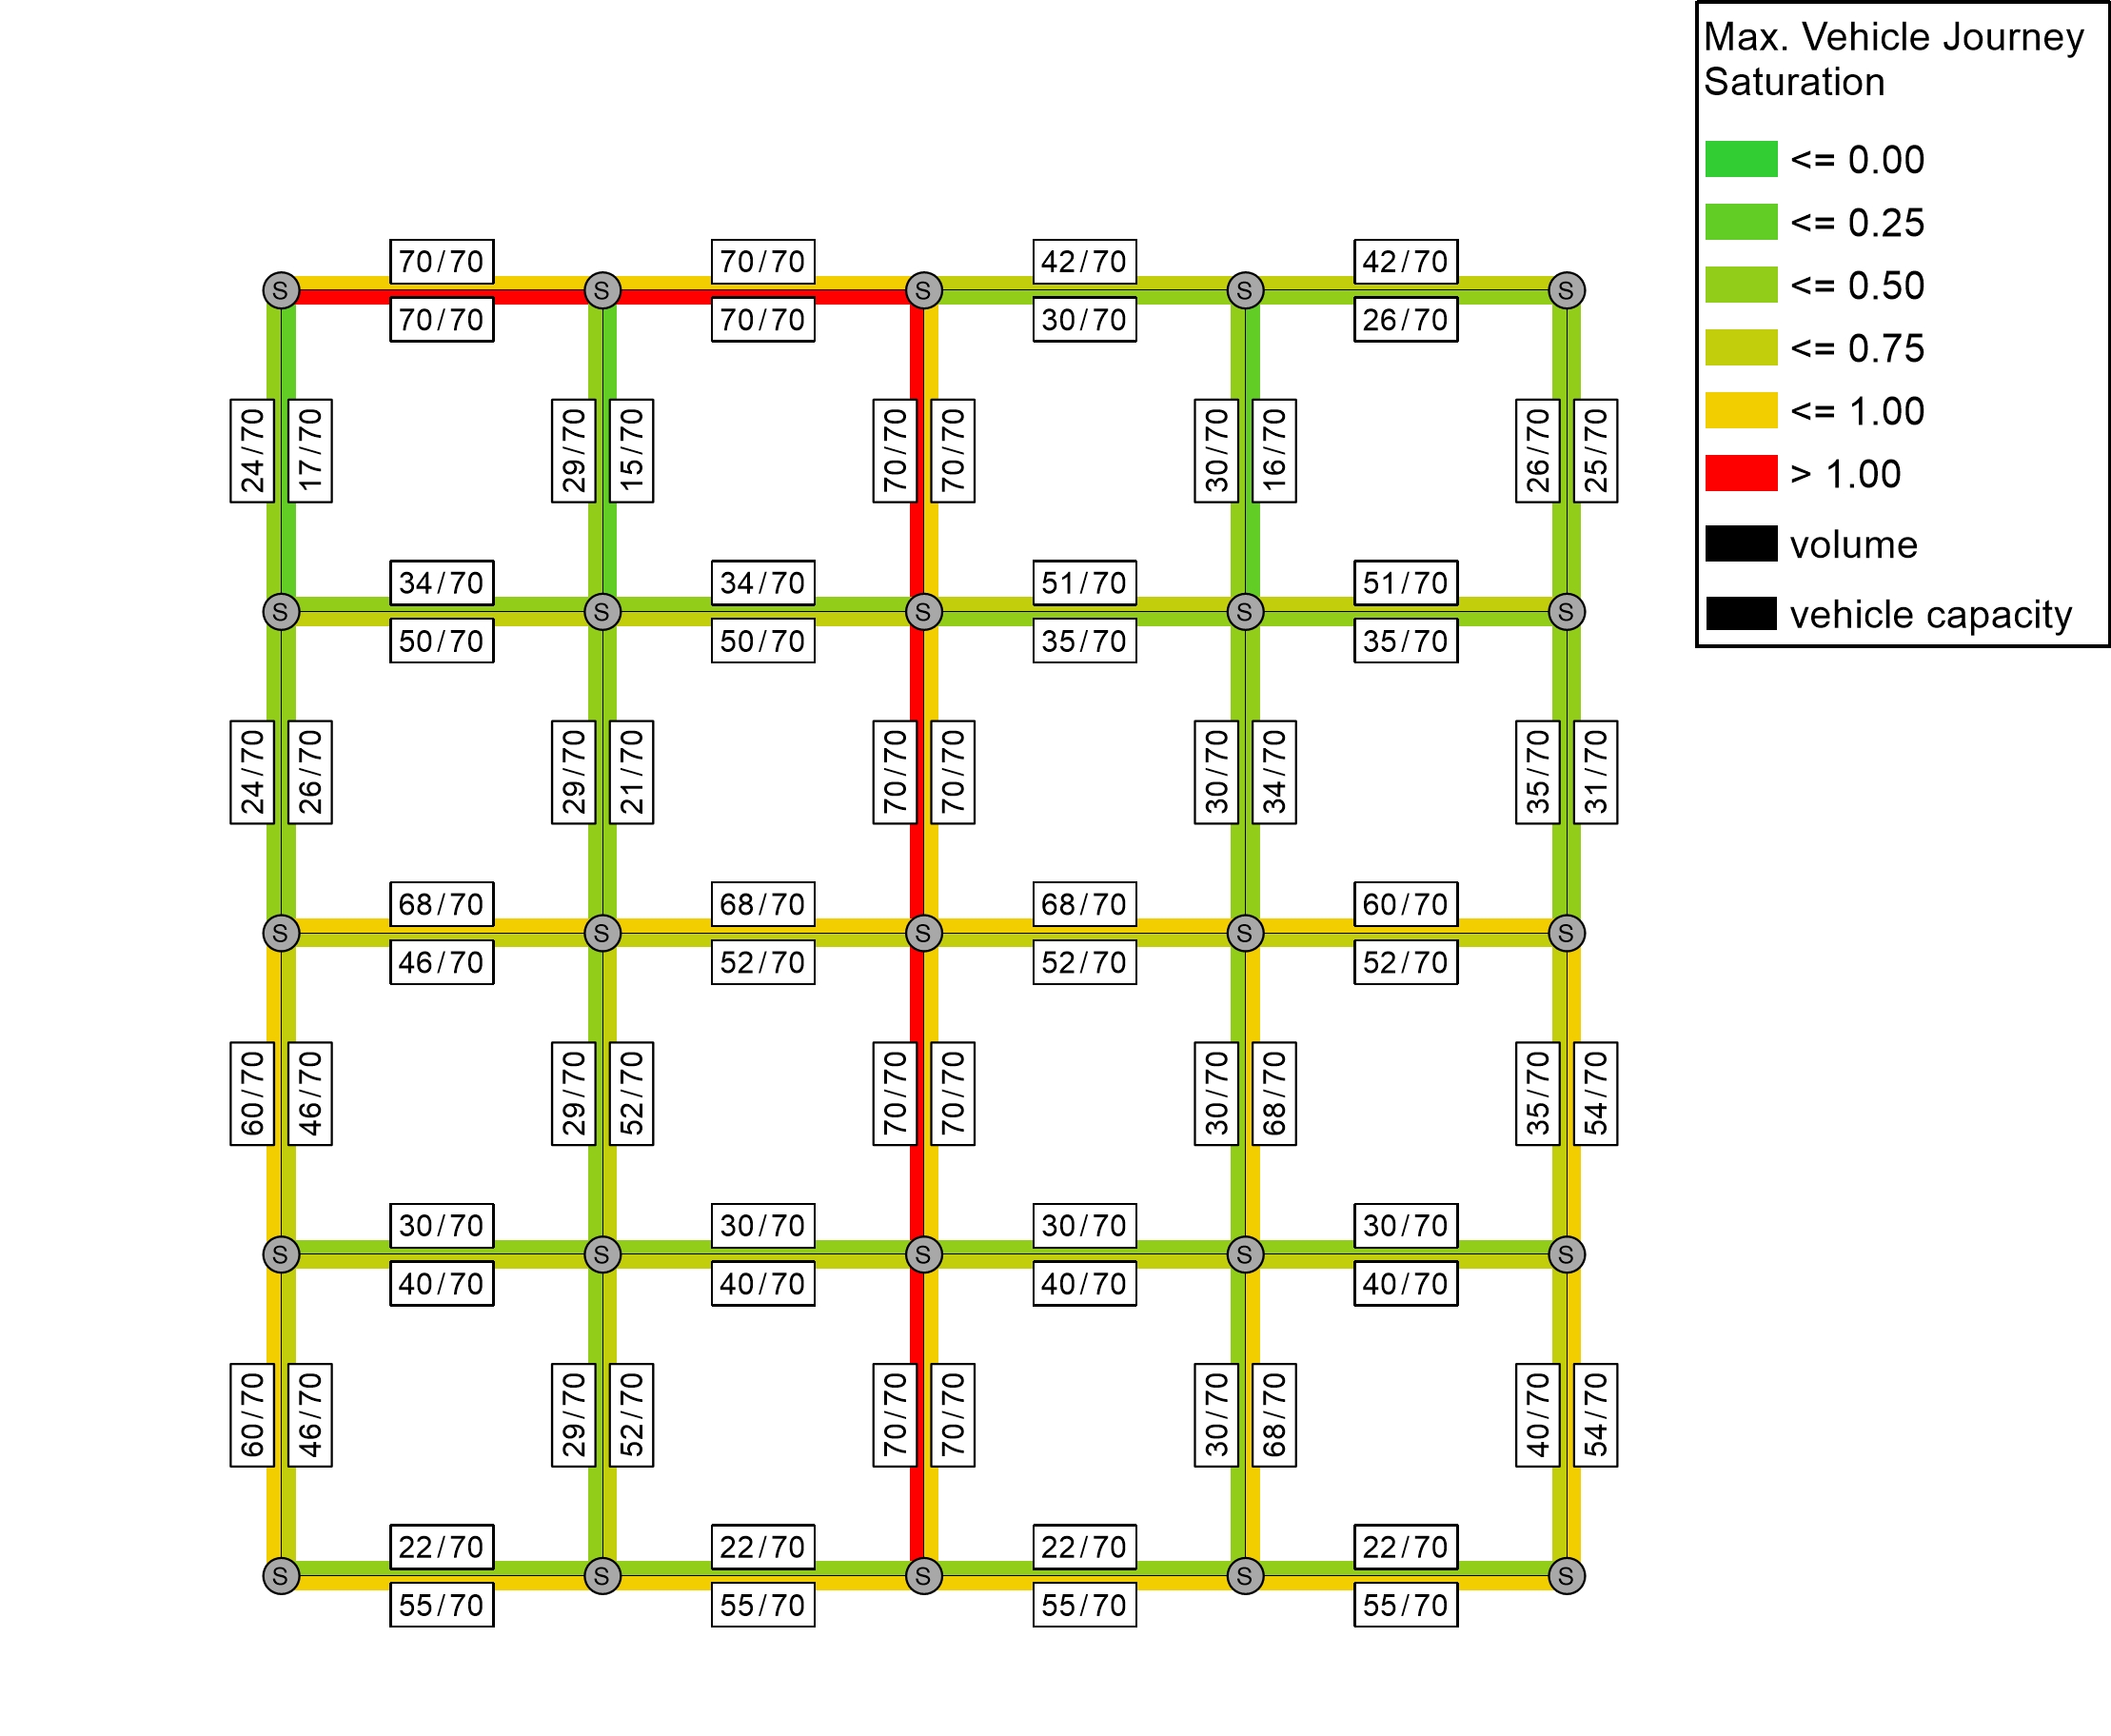 Max. Vehicle Journey
Saturation
<= 0.00
<= 0.25
<= 0.50
<= 0.75
<= 1.00
> 1.00
volume
vehicle capacity
70/70 70/70 42/70 42/70
S S S S S
70/70 70/70 30/70 26/70
24/70 17/70 29/70 15/70 70/70 70/70 30/70 16/70 26/70 25/70
34/70 34/70 51/70 51/70
S S S S S
50/70 50/70 35/70 35/70
24/70 26/70 29/70 21/70 70/70 70/70 30/70 34/70 35/70 31/70
68/70 68/70 68/70 60/70
S S S S S
46/70 52/70 52/70 52/70
60/70 46/70 29/70 52/70 70/70 70/70 30/70 68/70 35/70 54/70
30/70 30/70 30/70 30/70
S S S S S
40/70 40/70 40/70 40/70
60/70 46/70 29/70 52/70 70/70 70/70 30/70 68/70 40/70 54/70
22/70 22/70 22/70 22/70
S S S S S
55/70 55/70 55/70 55/70